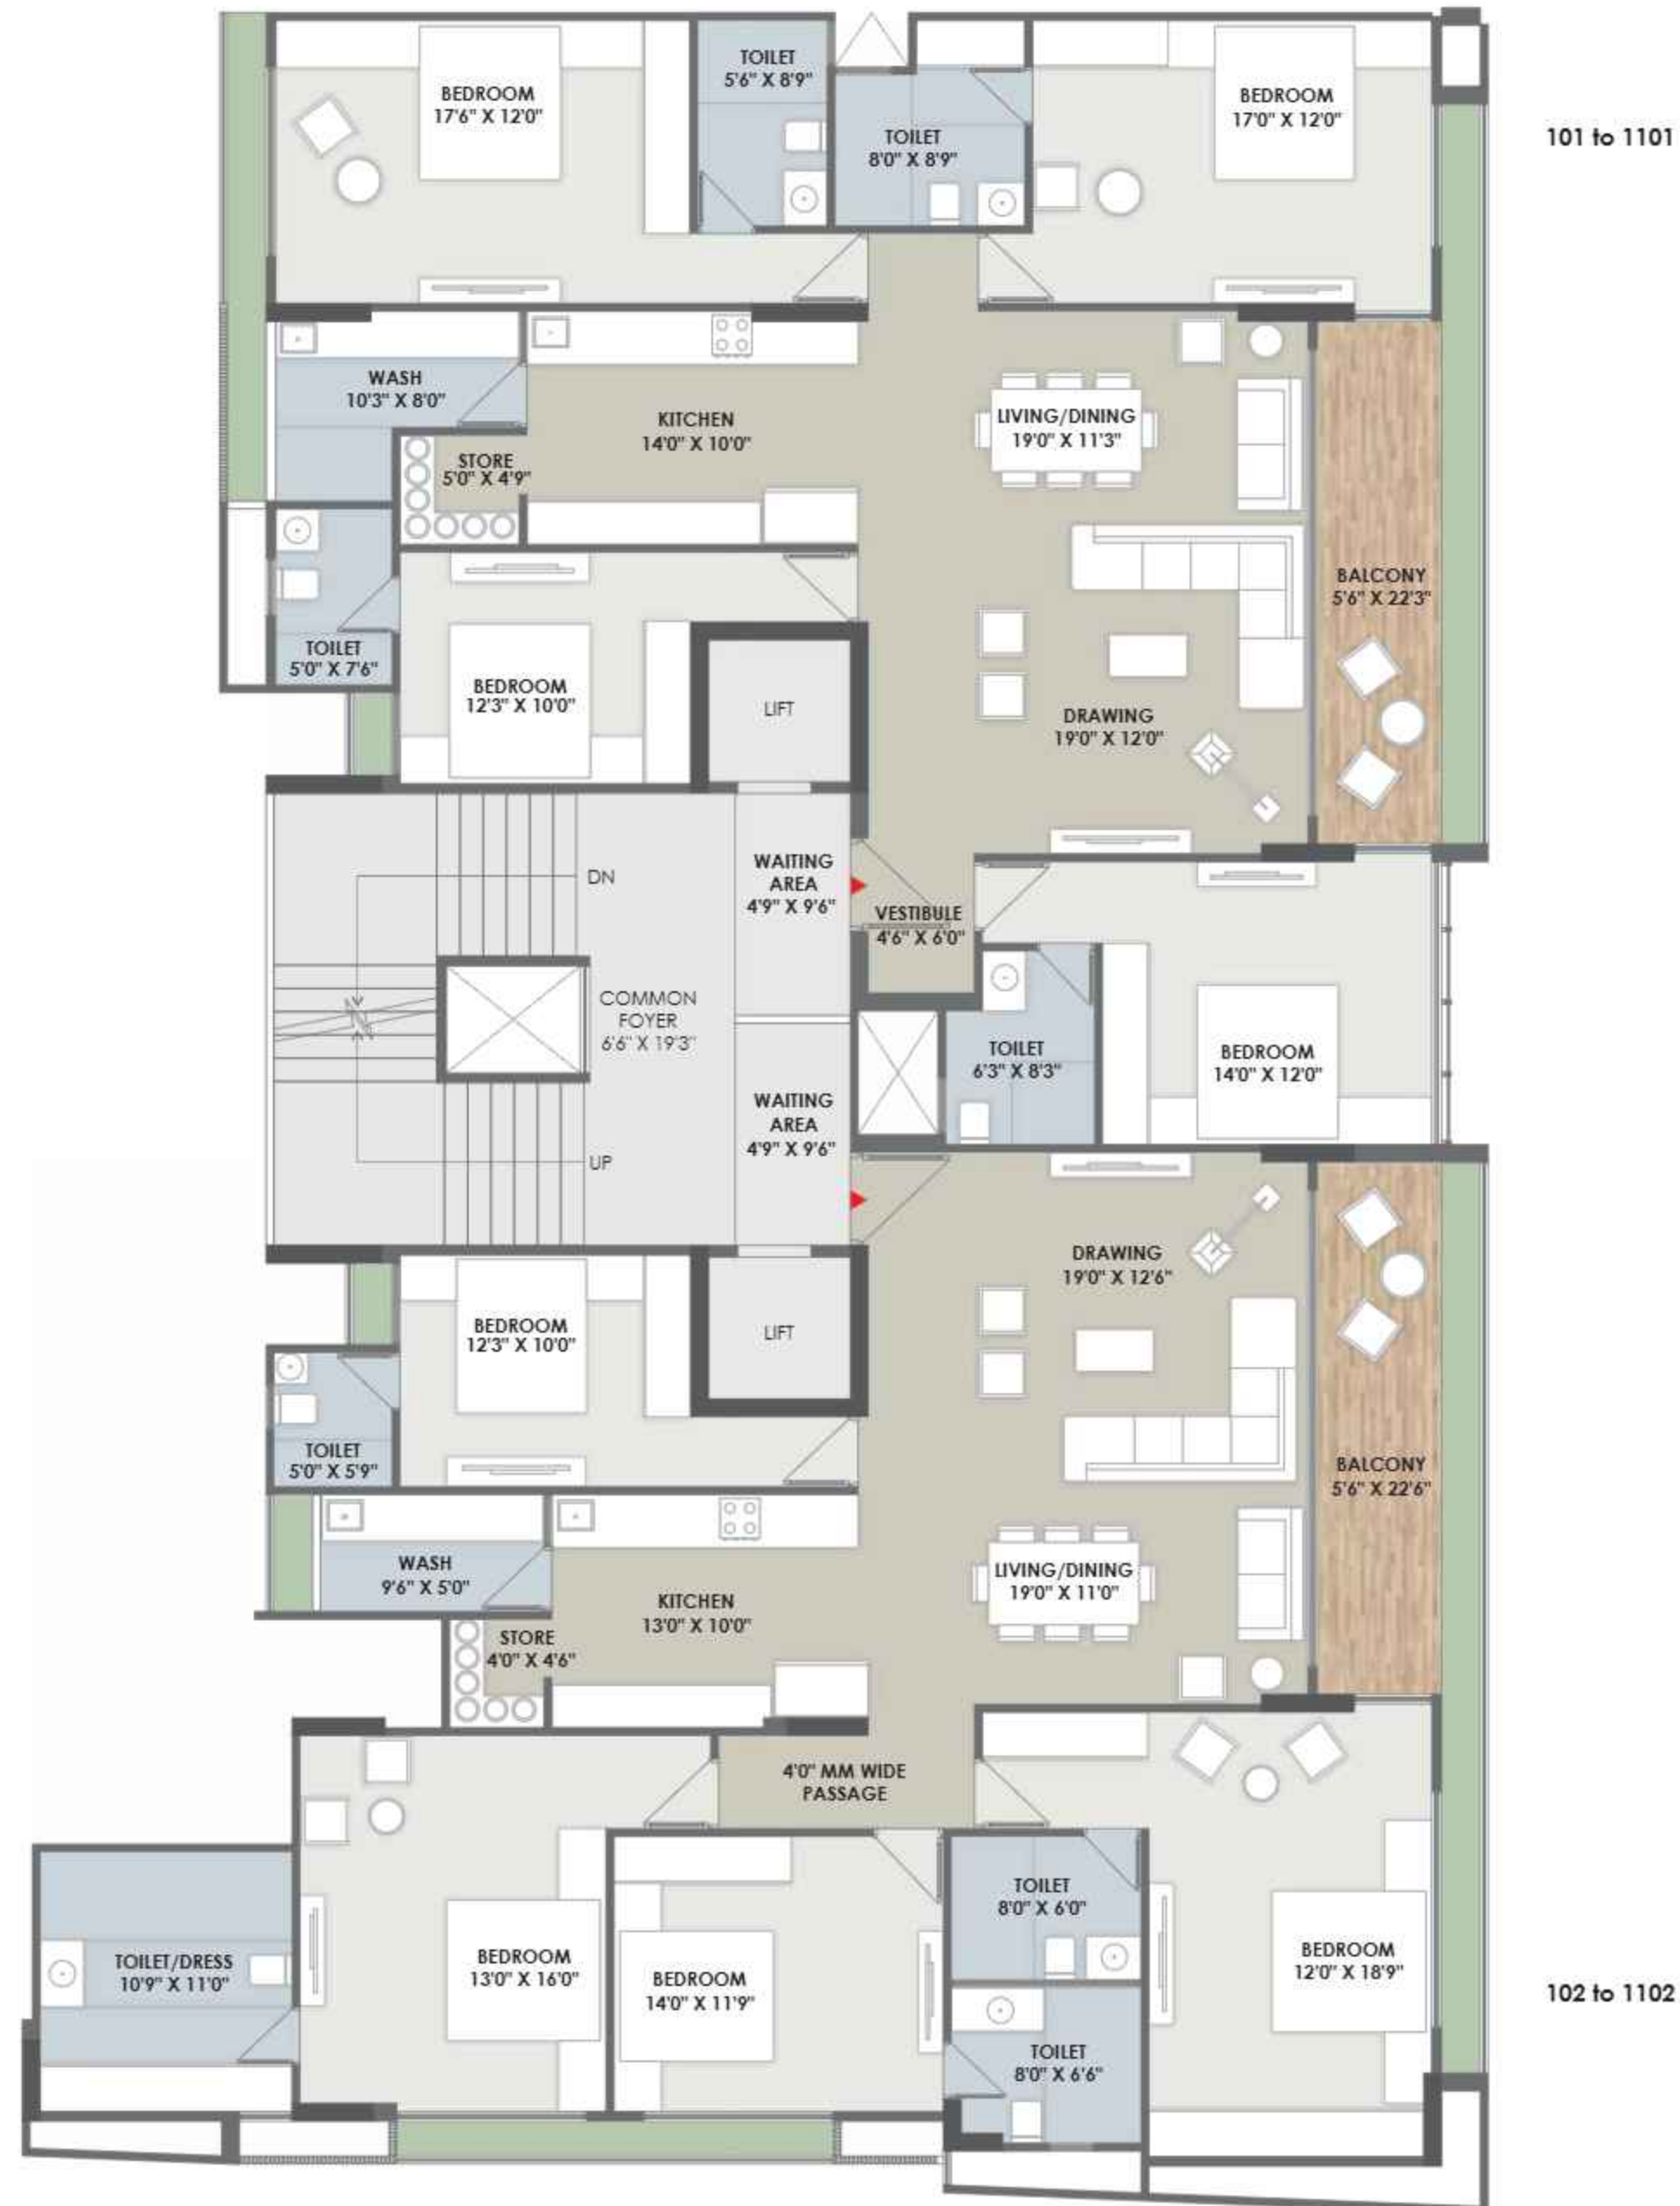 TOILET
5'6" X 8'9"
BEDROOM
17'6" X 12'0"
BEDROOM
17'0" X 12'0"
101 to 1101
TOILET
8'0" X 8'9"
WASH
10'3" X 8'0"
KITCHEN
14'0" X 10'0"
LIVING/DINING
19'0" X 11'3"
STORE
5'0" X 4'9"
BALCONY
5'6" X 22'3"
TOILET
5'0" X 7'6"
BEDROOM
12'3" X 10'0"
LIFT
DRAWING
19'0" X 12'0"
WAITING
AREA
4'9" X 9'6"
DN
VESTIBULE
4'6" X 6'0"
COMMON
FOYER
6'6" X 19'3"
TOILET
6'3" X 8'3"
BEDROOM
14'0" X 12'0"
WAITING
AREA
4'9" X 9'6"
UP
DRAWING
19'0" X 12'6"
BEDROOM
12'3" X 10'0"
LIFT
TOILET
5'0" X 5'9"
BALCONY
5'6" X 22'6"
WASH
9'6" X 5'0"
LIVING/DINING
19'0" X 11'0"
KITCHEN
13'0" X 10'0"
STORE
4'0" X 4'6"
4'0" MM WIDE
PASSAGE
TOILET
8'0" X 6'0"
TOILET/DRESS
10'9" X 11'0"
BEDROOM
13'0" X 16'0"
BEDROOM
14'0" X 11'9"
BEDROOM
12'0" X 18'9"
102 to 1102
TOILET
8'0" X 6'6"